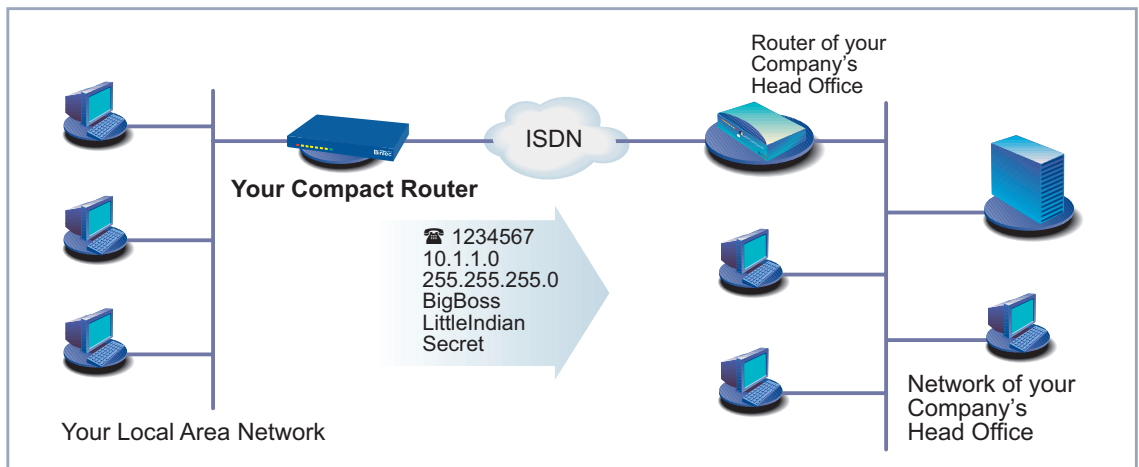 Router of your
Company's
Head Office
ISDN
BinTec
Your Compact Router
☎ 1234567
10.1.1.0
255.255.255.0
BigBoss
LittleIndian
Secret
Your Local Area Network
Network of your
Company's
Head Office